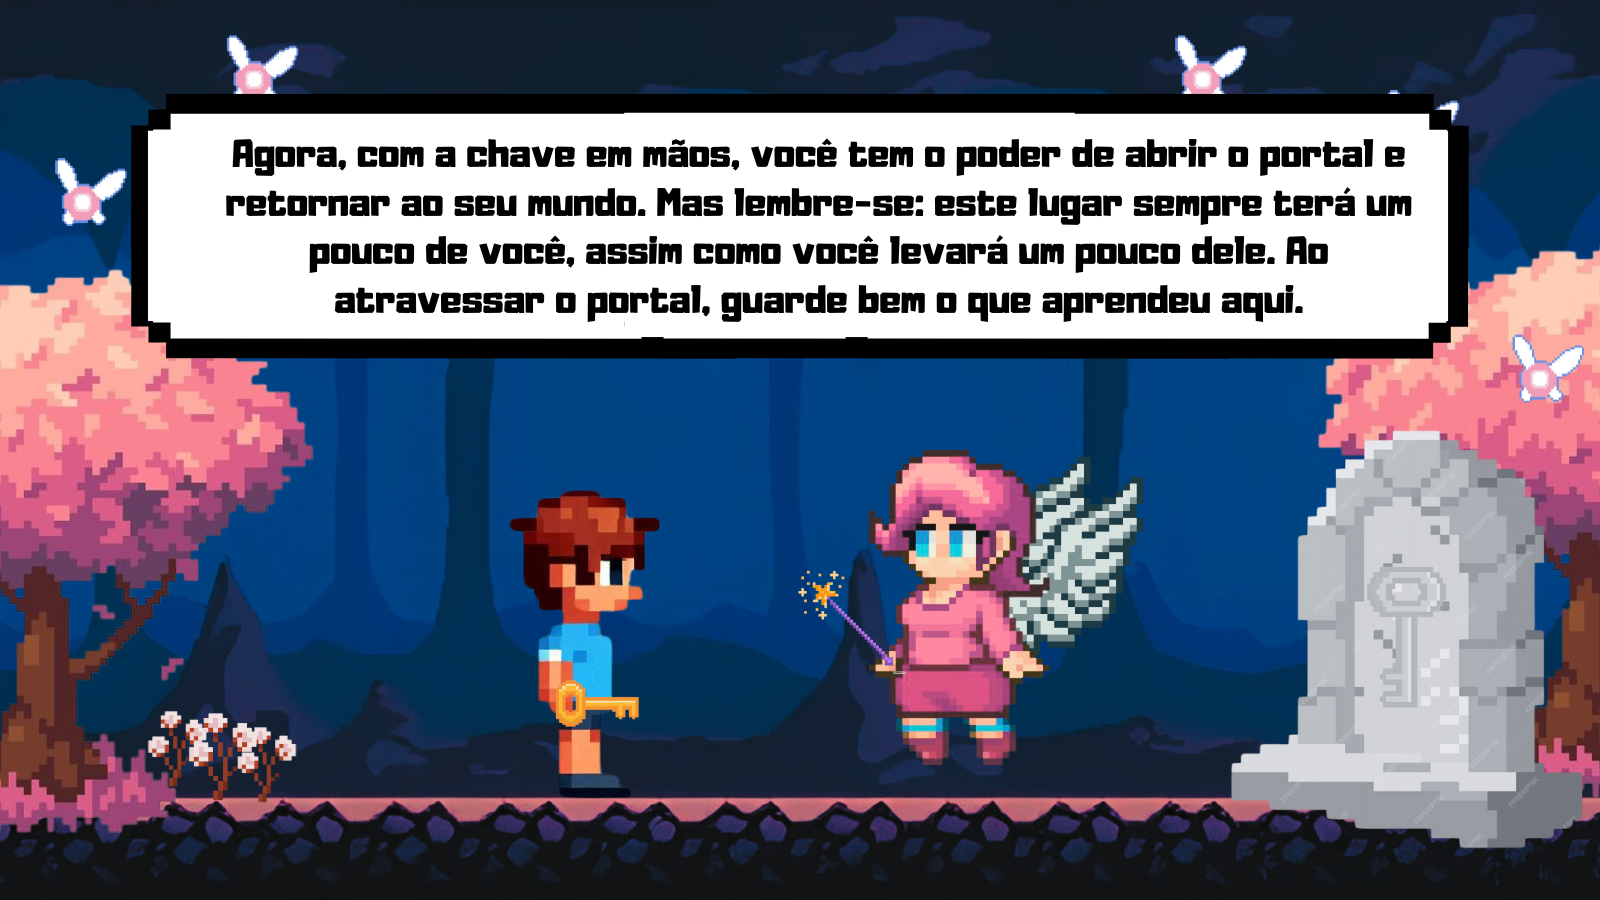 Agora, com a chave em mãos, você tem o poder de abrir o portal e
retornar ao seu mundo. Mas lembre-se: este lugar sempre terá um
pouco de você, assim como você levará um pouco dele. Ao
atravessar o portal, guarde bem o que aprendeu aqui.